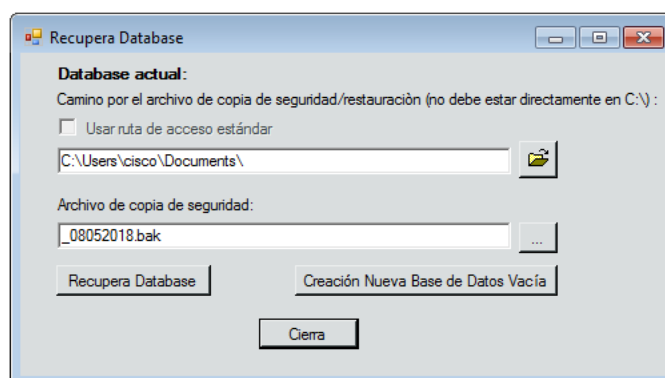 Recupera Database
Database actual:
Camino por el archivo de copia de seguridad/restauraciòn (no debe estar directamente en C:\) :
Usar ruta de acceso estándar
C:\Users\cisco\Documents\
Archivo de copia de seguridad:
_08052018.bak
...
Recupera Database
Creación Nueva Base de Datos Vacía
Cierra